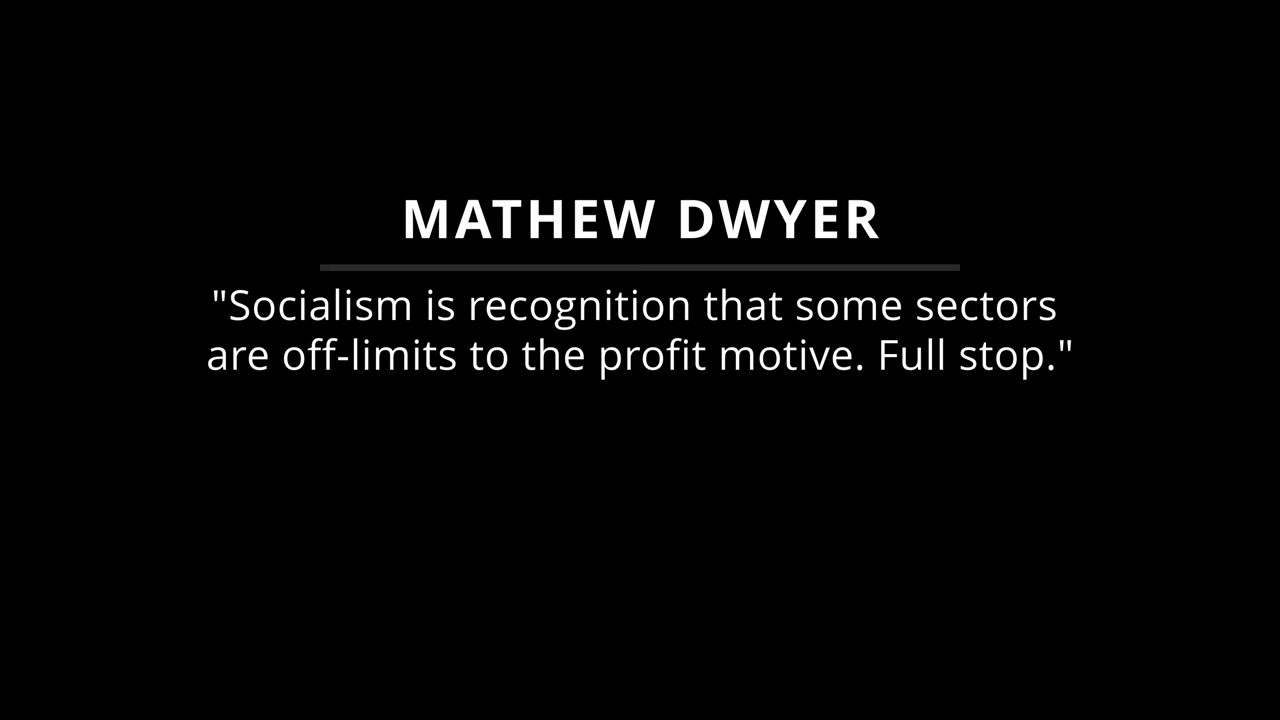 MATHEW DWYER
"Socialism is recognition that some sectors
are off-limits to the profit motive. Full stop."